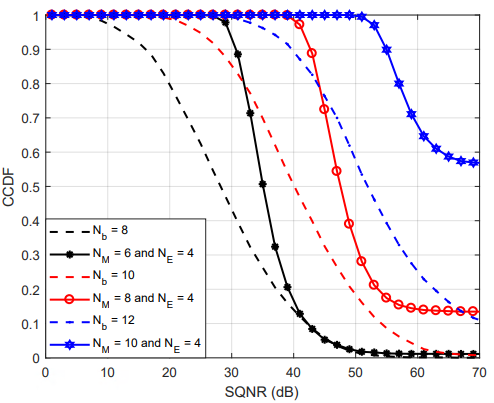 1
0.9
0.8
0.7
0.6
0.5
0.4
0.3
0.2
0.1
0
CCDF
N_b = 8
N_M = 6 and N_E = 4
N_b = 10
N_M = 8 and N_E = 4
N_b = 12
N_M = 10 and N_E = 4
0 10 20 30 40 50 60 70
SQNR (dB)